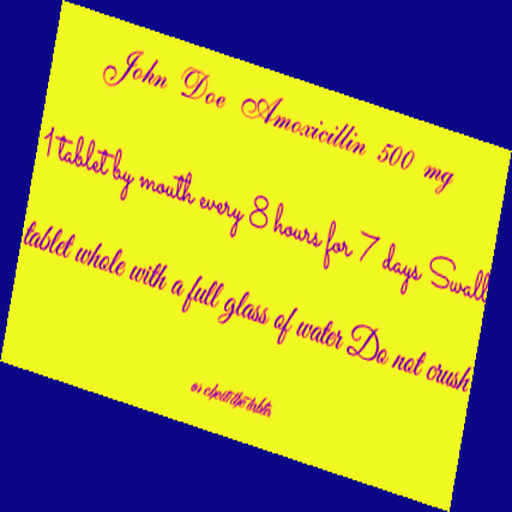 John Doe Amoxicillin 500 mg
1 tablet by mouth every 8 hours for 7 days Swall
tablet whole with a full glass of water Do not crush
or the tablet